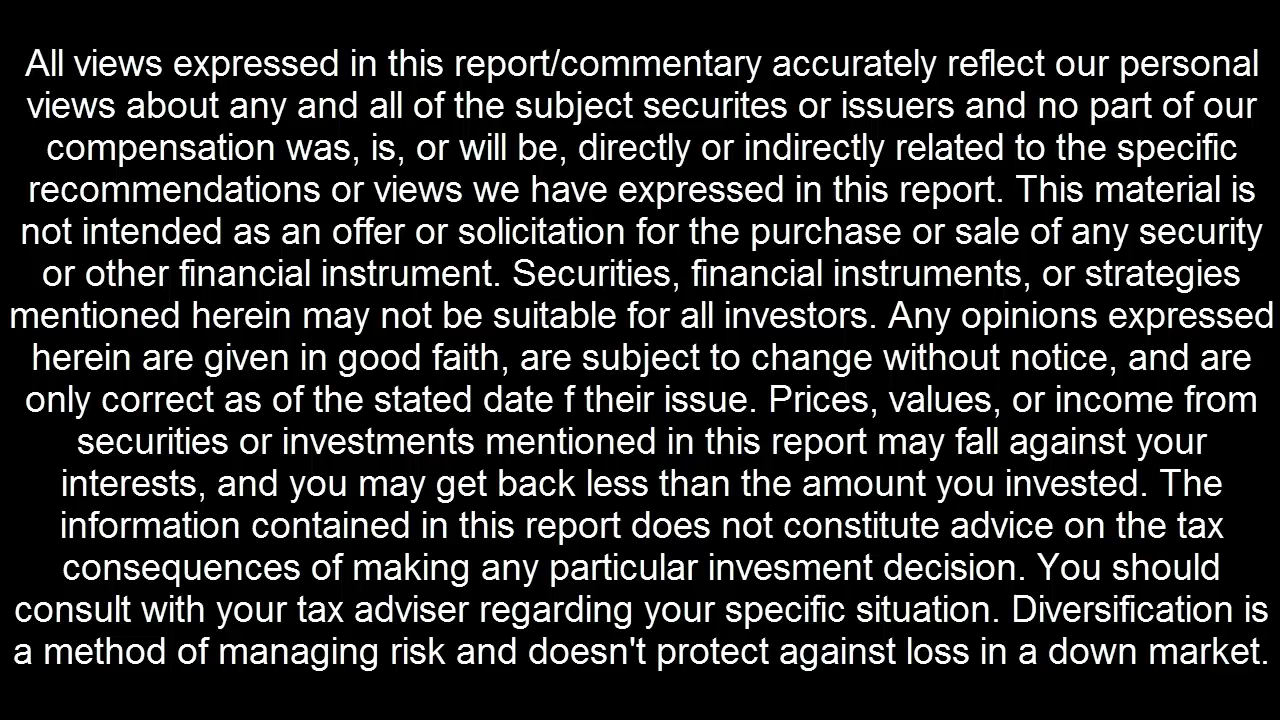 All views expressed in this report/commentary accurately reflect our personal
views about any and all of the subject securites or issuers and no part of our
compensation was, is, or will be, directly or indirectly related to the specific
recommendations or views we have expressed in this report. This material is
not intended as an offer or solicitation for the purchase or sale of any security
or other financial instrument. Securities, financial instruments, or strategies
mentioned herein may not be suitable for all investors. Any opinions expressed
herein are given in good faith, are subject to change without notice, and are
only correct as of the stated date f their issue. Prices, values, or income from
securities or investments mentioned in this report may fall against your
interests, and you may get back less than the amount you invested. The
information contained in this report does not constitute advice on the tax
consequences of making any particular invesment decision. You should
consult with your tax adviser regarding your specific situation. Diversification is
a method of managing risk and doesn't protect against loss in a down market.